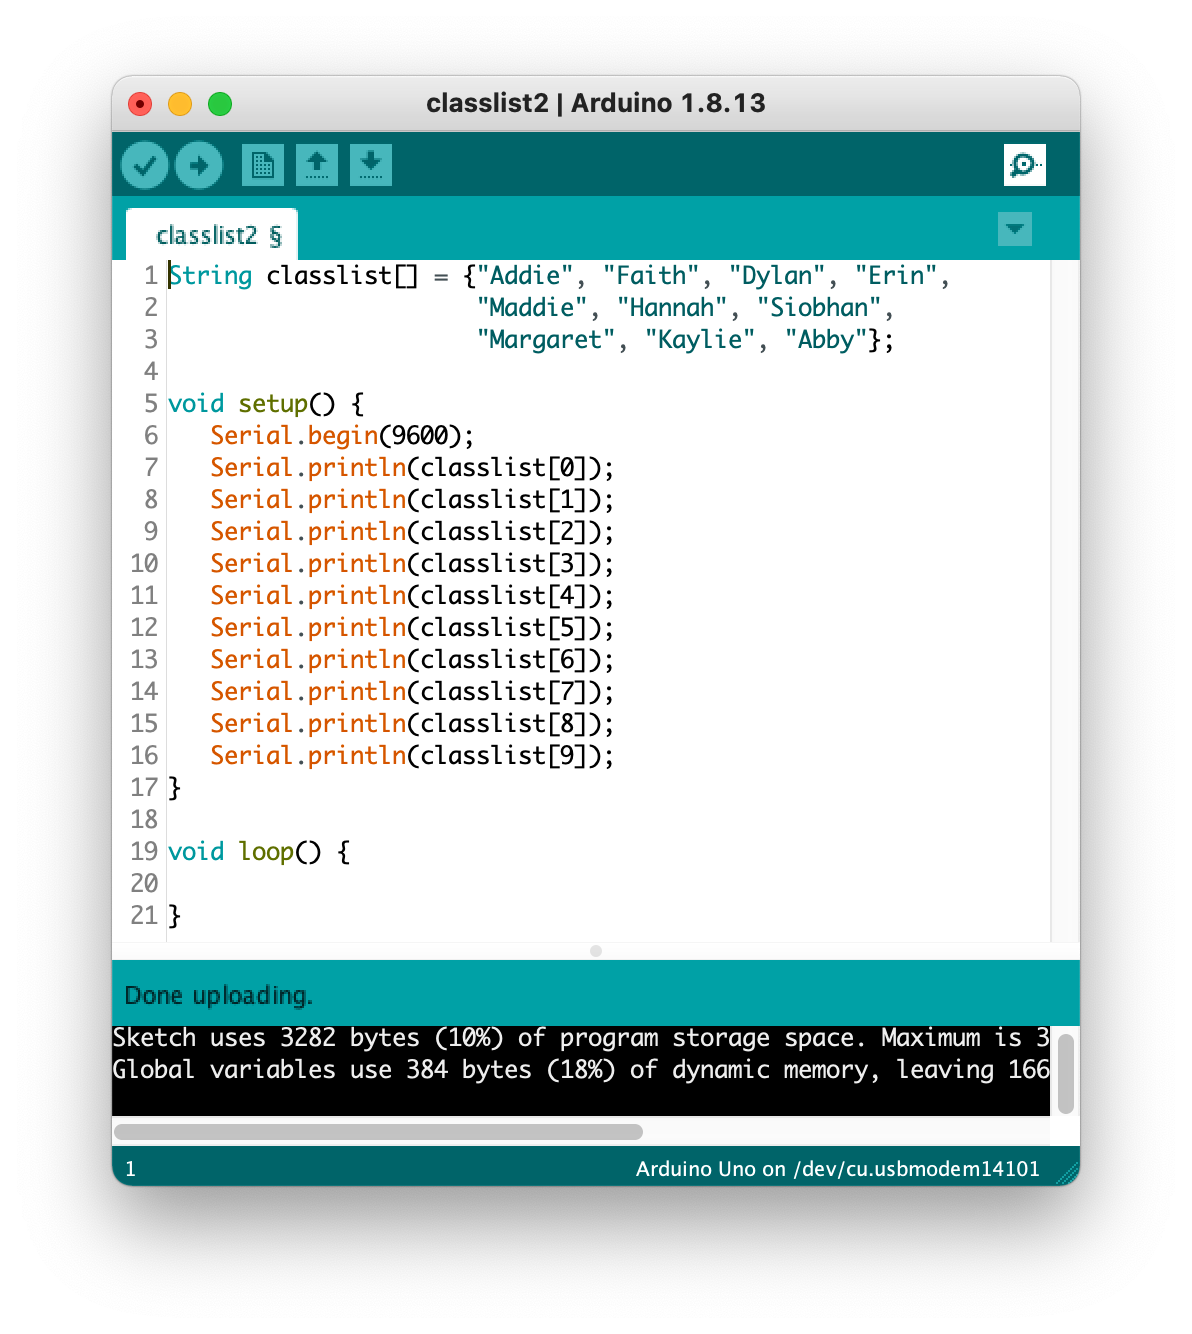 classlist2 | Arduino 1.8.13
classlist2 §
1 String classlist[] = {"Addie", "Faith", "Dylan", "Erin",
2                       "Maddie", "Hannah", "Siobhan",
3                       "Margaret", "Kaylie", "Abby"};
4
5 void setup() {
6    Serial.begin(9600);
7    Serial.println(classlist[0]);
8    Serial.println(classlist[1]);
9    Serial.println(classlist[2]);
10    Serial.println(classlist[3]);
11    Serial.println(classlist[4]);
12    Serial.println(classlist[5]);
13    Serial.println(classlist[6]);
14    Serial.println(classlist[7]);
15    Serial.println(classlist[8]);
16    Serial.println(classlist[9]);
17 }
18
19 void loop() {
20
21 }
Done uploading.
Sketch uses 3282 bytes (10%) of program storage space. Maximum is 3
Global variables use 384 bytes (18%) of dynamic memory, leaving 166
1 Arduino Uno on /dev/cu.usbmodem14101